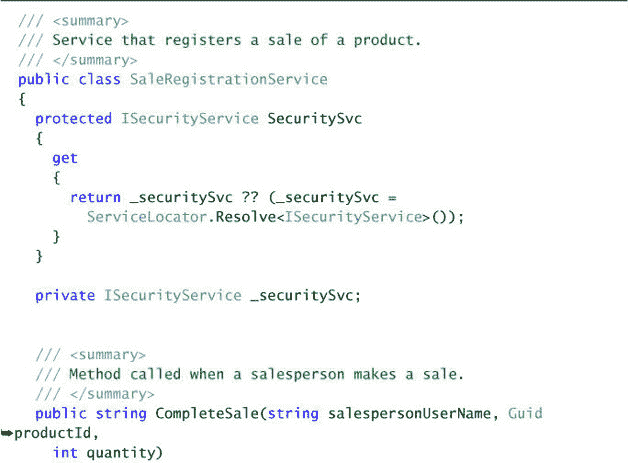 /// <summary>
/// Service that registers a sale of a product.
/// </summary>
public class SaleRegistrationService
{
protected ISecurityService SecuritySvc
{
get
{
return _securitySvc ?? (_securitySvc =
ServiceLocator.Resolve<ISecurityService>());
}
}
private ISecurityService _securitySvc;
/// <summary>
/// Method called when a salesperson makes a sale.
/// </summary>
public string CompleteSale(string salespersonUserName, Guid
➥productId,
int quantity)